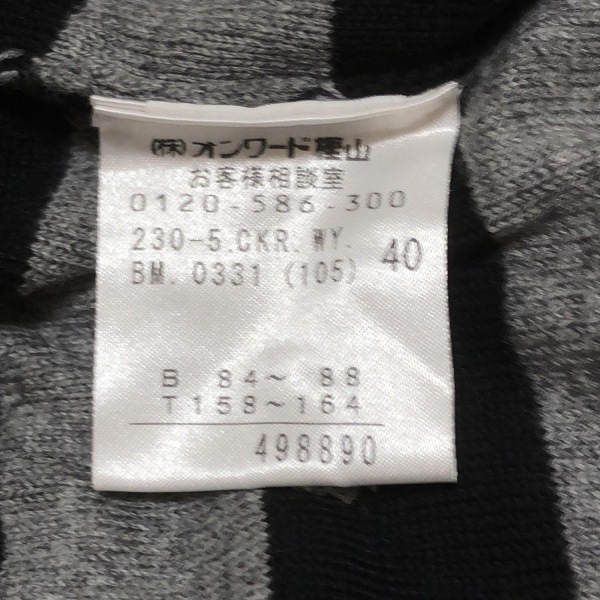 ㈱オンワード樫山
お客様相談室
0120-586-300
230-5.CKR.WY. 40
BM. 0331 (105)
B 84～ 88
T 158～164
498890